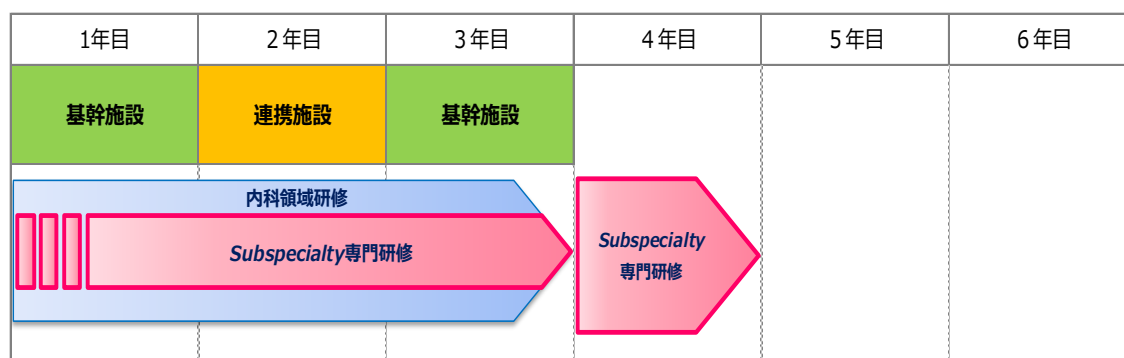 1年目 2年目 3年目 4年目 5年目 6年目
基幹施設 連携施設 基幹施設
内科領域研修
Subspecialty専門研修
Subspecialty
専門研修